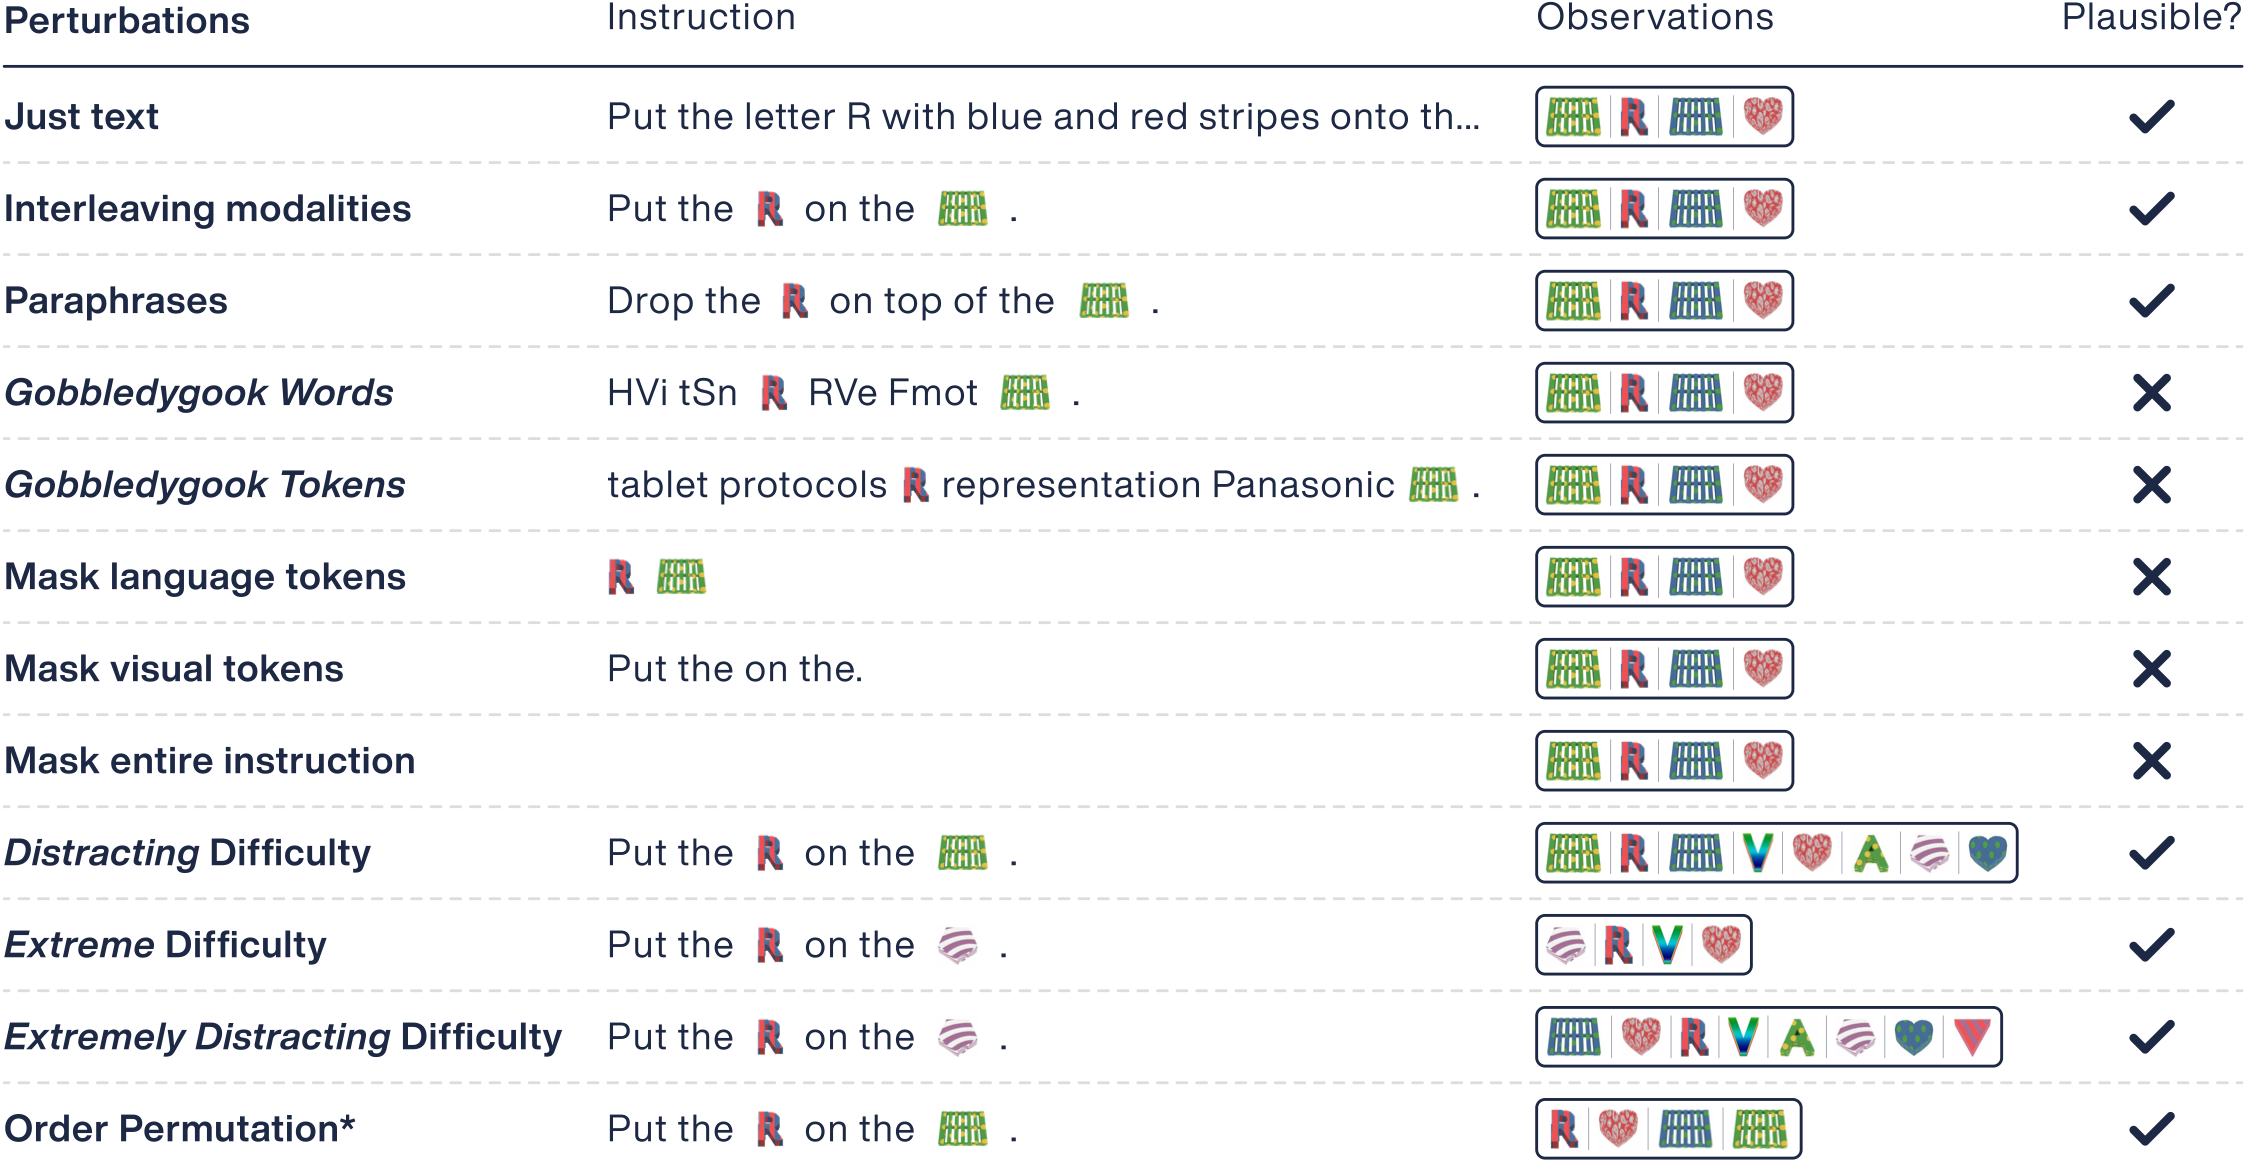 Perturbations Instruction Observations Plausible?
Just text Put the letter R with blue and red stripes onto th...
Interleaving modalities Put the R on the .
Paraphrases Drop the R on top of the .
Gobbledygook Words HVi tSn R RVe Fmot .
Gobbledygook Tokens tablet protocols R representation Panasonic .
Mask language tokens R
Mask visual tokens Put the on the.
Mask entire instruction
Distracting Difficulty Put the R on the . R V A
Extreme Difficulty Put the R on the . R V
Extremely Distracting Difficulty Put the R on the . R V A
Order Permutation* Put the R on the . R